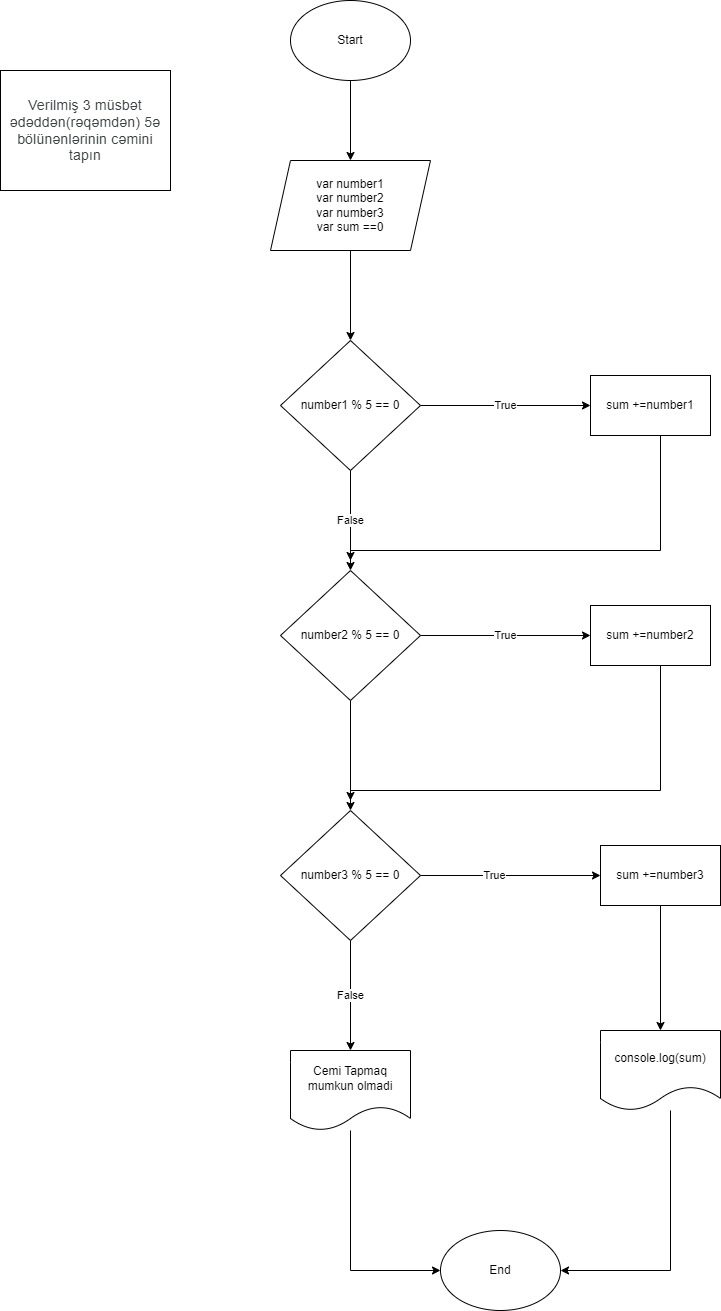 Start
Verilmiş 3 müsbət
ədəddən(rəqəmdən) 5ə
bölünənlərinin cəmini
tapın
var number1
var number2
var number3
var sum ==0
number1 % 5 == 0
True
sum +=number1
False
number2 % 5 == 0
True
sum +=number2
number3 % 5 == 0
True
sum +=number3
False
Cemi Tapmaq
mumkun olmadi
console.log(sum)
End